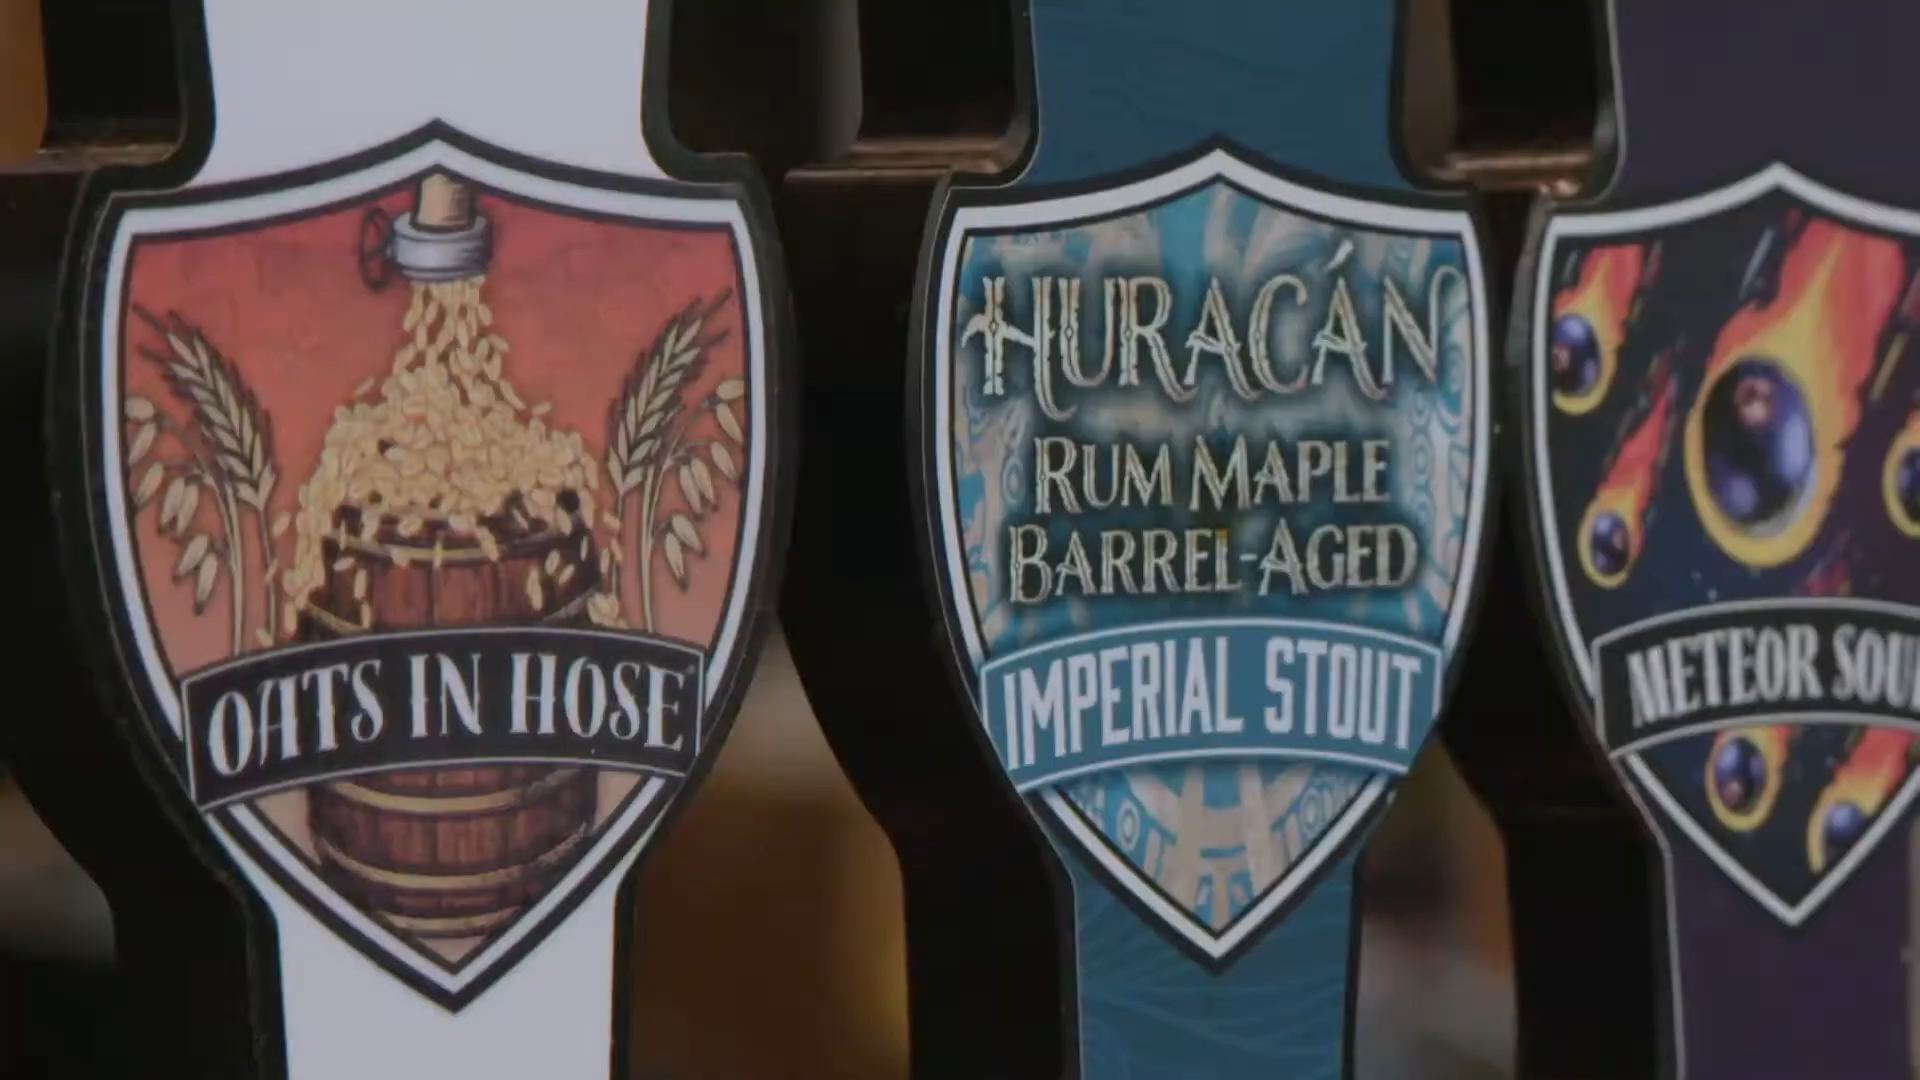 OATS IN HOSE
HURACÁN
RUM MAPLE
BARREL-AGED
IMPERIAL STOUT
METEOR